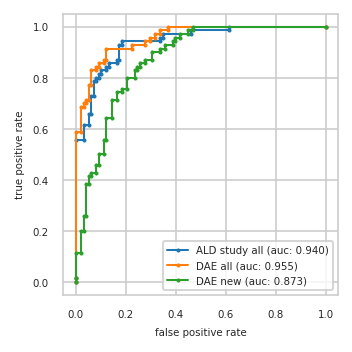 1.0
0.8
0.6
0.4
0.2
0.0
true positive rate
ALD study all (auc: 0.940)
DAE all (auc: 0.955)
DAE new (auc: 0.873)
0.0 0.2 0.4 0.6 0.8 1.0
false positive rate